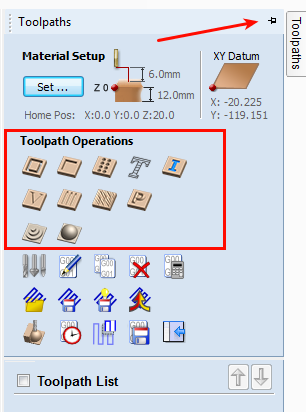 Toolpaths
Toolpaths
Material Setup
XY Datum
Set ...
Z 0
6.0mm
12.0mm
X: -20.225
Y: -119.151
Home Pos: X:0.0 Y:0.0 Z:20.0
Toolpath Operations
Toolpath List